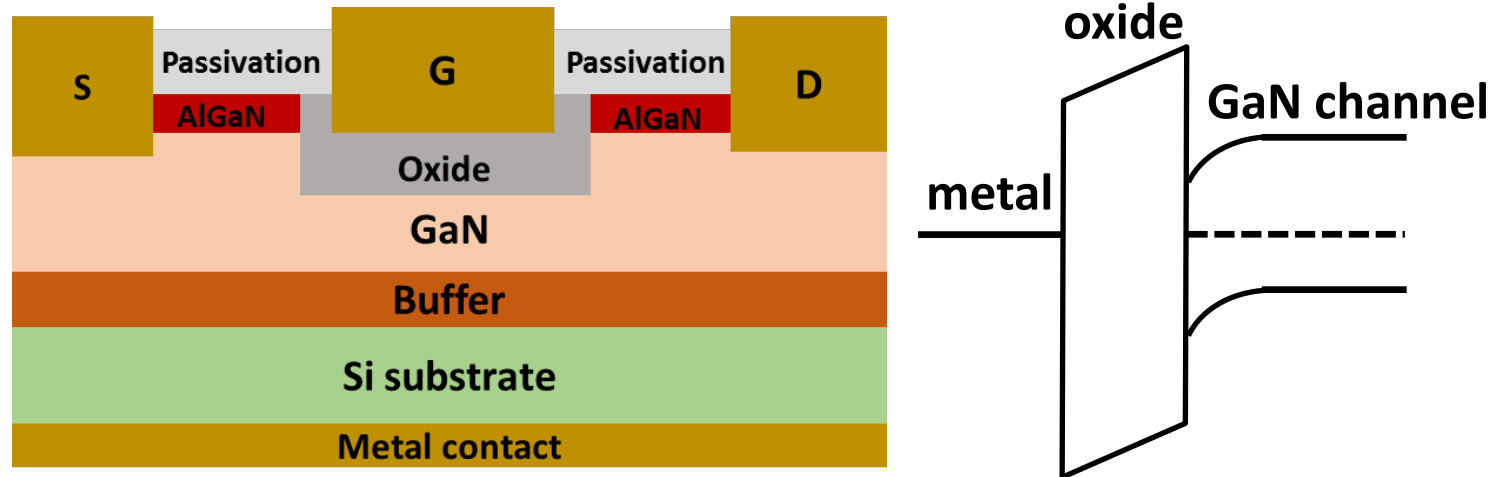 S
Passivation
G
Passivation
D
AlGaN
AlGaN
Oxide
GaN
Buffer
Si substrate
Metal contact
oxide
GaN channel
metal